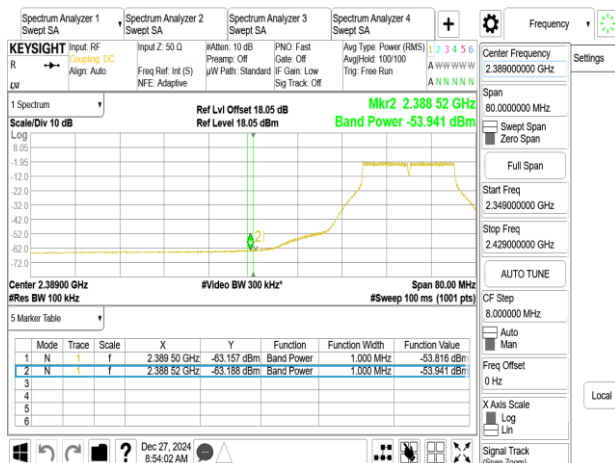 Spectrum Analyzer 1
Swept SA
Spectrum Analyzer 2
Swept SA
Spectrum Analyzer 3
Swept SA
Spectrum Analyzer 4
Swept SA
+
Frequency
KEYSIGHT
R
LXI
Input: RF
Coupling: DC
Align: Auto
Input Z: 50 Ω
Freq Ref: Int (S)
NFE: Adaptive
#Atten: 10 dB
Preamp: Off
µW Path: Standard
PNO: Fast
Gate: Off
IF Gain: Low
Sig Track: Off
Avg Type: Power (RMS)
Avg|Hold: 100/100
Trig: Free Run
1 2 3 4 5 6
A W W W W W
A N N N N N
1 Spectrum
Scale/Div 10 dB
Ref Lvl Offset 18.05 dB
Ref Level 18.05 dBm
Mkr2 2.388 52 GHz
Band Power -53.941 dBm
Log
8.05
-1.95
-12.0
-22.0
-32.0
-42.0
-52.0
-62.0
-72.0
2
Center 2.38900 GHz
#Res BW 100 kHz
#Video BW 300 kHz*
Span 80.00 MHz
#Sweep 100 ms (1001 pts)
5 Marker Table
Mode Trace Scale X Y Function Function Width Function Value
1 N 1 f 2.389 50 GHz -63.157 dBm Band Power 1.000 MHz -53.816 dBm
2 N 1 f 2.388 52 GHz -63.188 dBm Band Power 1.000 MHz -53.941 dBm
3
4
5
6
Dec 27, 2024
8:54:02 AM
Center Frequency
2.389000000 GHz
Span
80.0000000 MHz
Swept Span
Zero Span
Full Span
Start Freq
2.349000000 GHz
Stop Freq
2.429000000 GHz
AUTO TUNE
CF Step
8.000000 MHz
Auto
Man
Freq Offset
0 Hz
X Axis Scale
Log
Lin
Signal Track
(Span Zoom)
Settings
Local